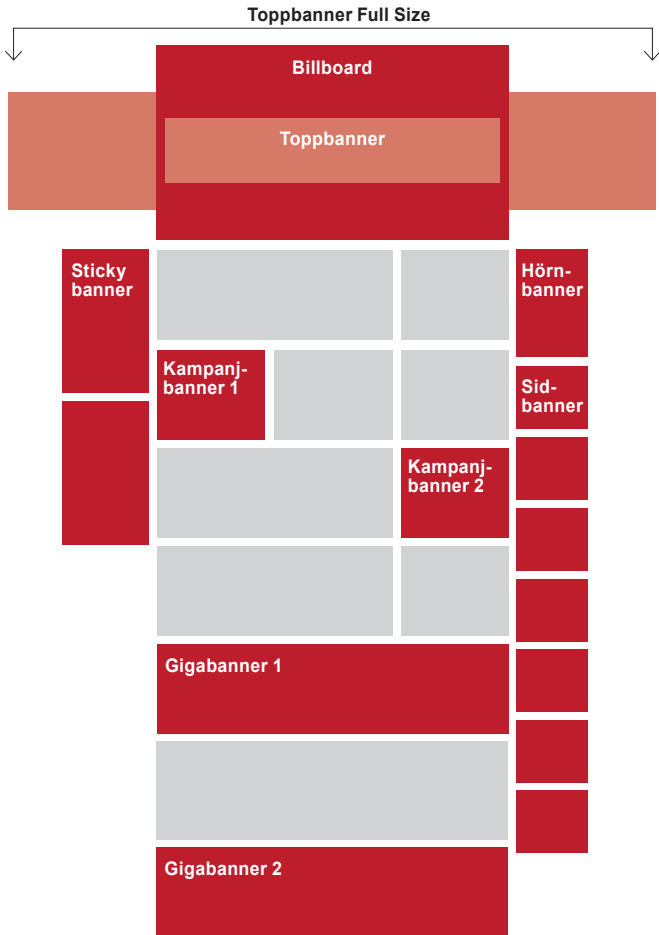 Toppbanner Full Size
Billboard
Toppbanner
Sticky
banner
Hörn-
banner
Kampanj-
banner 1
Sid-
banner
Kampanj-
banner 2
Gigabanner 1
Gigabanner 2